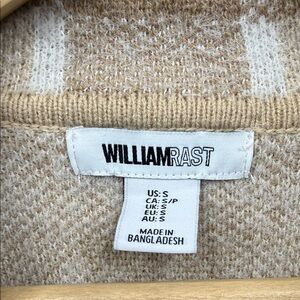 WILLIAMRAST
US: S
CA: S/P
UK: S
EU: S
AU: S
MADE IN
BANGLADESH